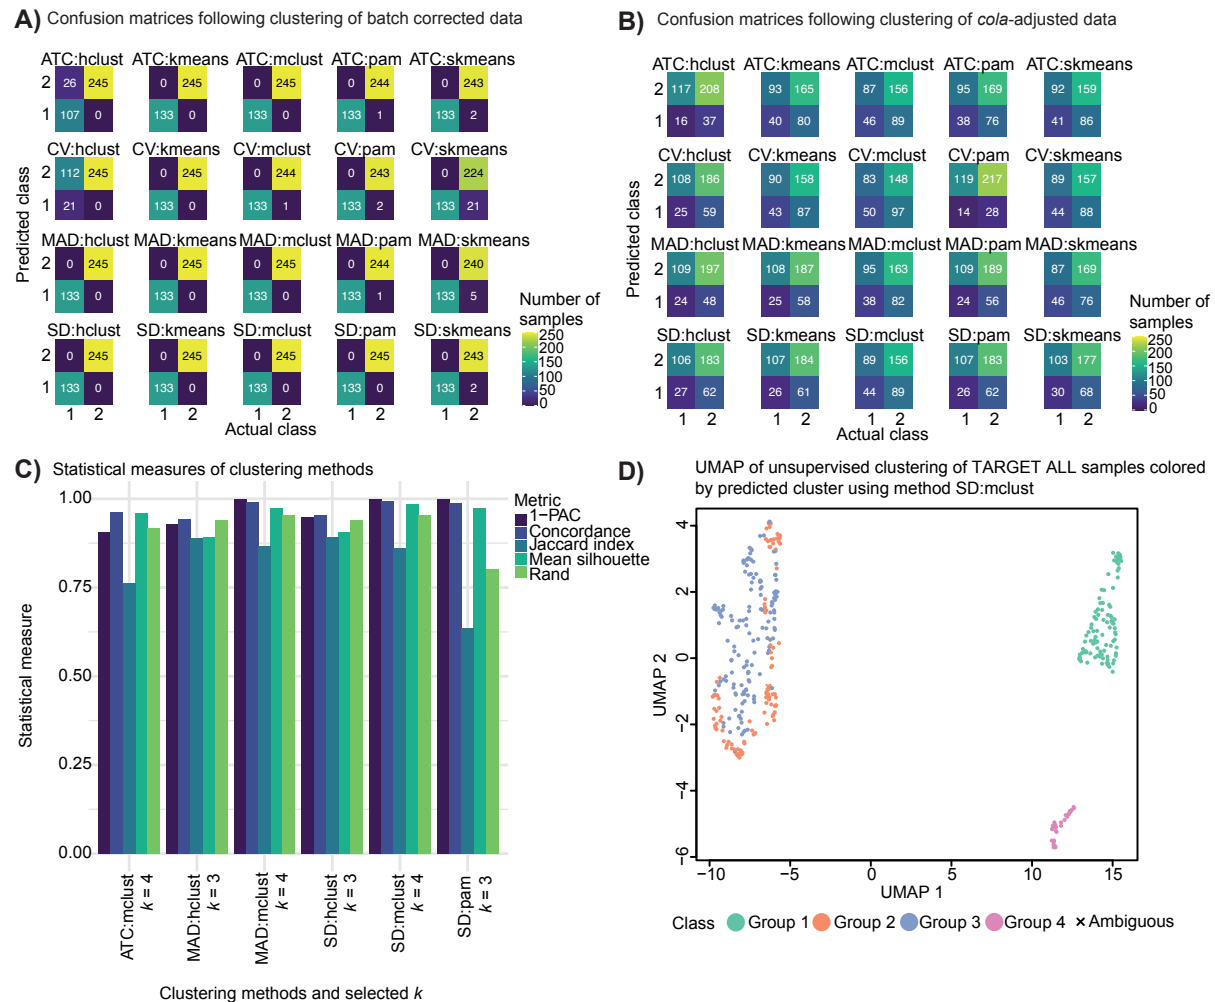 A) Confusion matrices following clustering of batch corrected data
ATC:hclust ATC:kmeans ATC:mclust ATC:pam ATC:skmeans
2 26 245 0 245 0 245 0 244 0 243
1 107 0 133 0 133 0 133 1 133 2
CV:hclust CV:kmeans CV:mclust CV:pam CV:skmeans
2 112 245 0 245 0 244 0 243 0 224
1 21 0 133 0 133 1 133 2 133 21
MAD:hclust MAD:kmeans MAD:mclust MAD:pam MAD:skmeans
2 0 245 0 245 0 245 0 244 0 240
1 133 0 133 0 133 0 133 1 133 5
SD:hclust SD:kmeans SD:mclust SD:pam SD:skmeans
2 0 245 0 245 0 245 0 245 0 243
1 133 0 133 0 133 0 133 0 133 2
1 2 1 2 1 2 1 2 1 2
Predicted class
Actual class
Number of
samples
250
200
150
100
50
0
B) Confusion matrices following clustering of cola-adjusted data
ATC:hclust ATC:kmeans ATC:mclust ATC:pam ATC:skmeans
2 117 208 93 165 87 156 95 169 92 159
1 16 37 40 80 46 89 38 76 41 86
CV:hclust CV:kmeans CV:mclust CV:pam CV:skmeans
2 108 186 90 158 83 148 119 217 89 157
1 25 59 43 87 50 97 14 28 44 88
MAD:hclust MAD:kmeans MAD:mclust MAD:pam MAD:skmeans
2 109 197 108 187 95 163 109 189 87 169
1 24 48 25 58 38 82 24 56 46 76
SD:hclust SD:kmeans SD:mclust SD:pam SD:skmeans
2 106 183 107 184 89 156 107 183 103 177
1 27 62 26 61 44 89 26 62 30 68
1 2 1 2 1 2 1 2 1 2
Predicted class
Actual class
Number of
samples
250
200
150
100
50
0
C) Statistical measures of clustering methods
1.00
0.75
0.50
0.25
0.00
Statistical measure
Metric
1-PAC
Concordance
Jaccard index
Mean silhouette
Rand
ATC:mclust
k = 4
MAD:hclust
k = 3
MAD:mclust
k = 4
SD:hclust
k = 3
SD:mclust
k = 4
SD:pam
k = 3
Clustering methods and selected k
D) UMAP of unsupervised clustering of TARGET ALL samples colored
by predicted cluster using method SD:mclust
4
2
0
−2
−4
−6
UMAP 2
−10 −5 0 5 10 15
UMAP 1
Class Group 1 Group 2 Group 3 Group 4 × Ambiguous